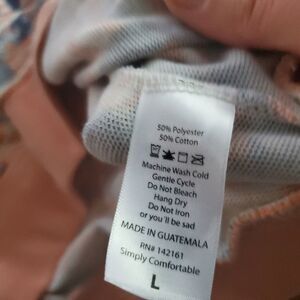 50% Polyester
50% Cotton
Machine Wash Cold
Gentle Cycle
Do Not Bleach
Hang Dry
Do Not Iron
or you'll be sad
MADE IN GUATEMALA
RN# 142161
Simply Comfortable
L